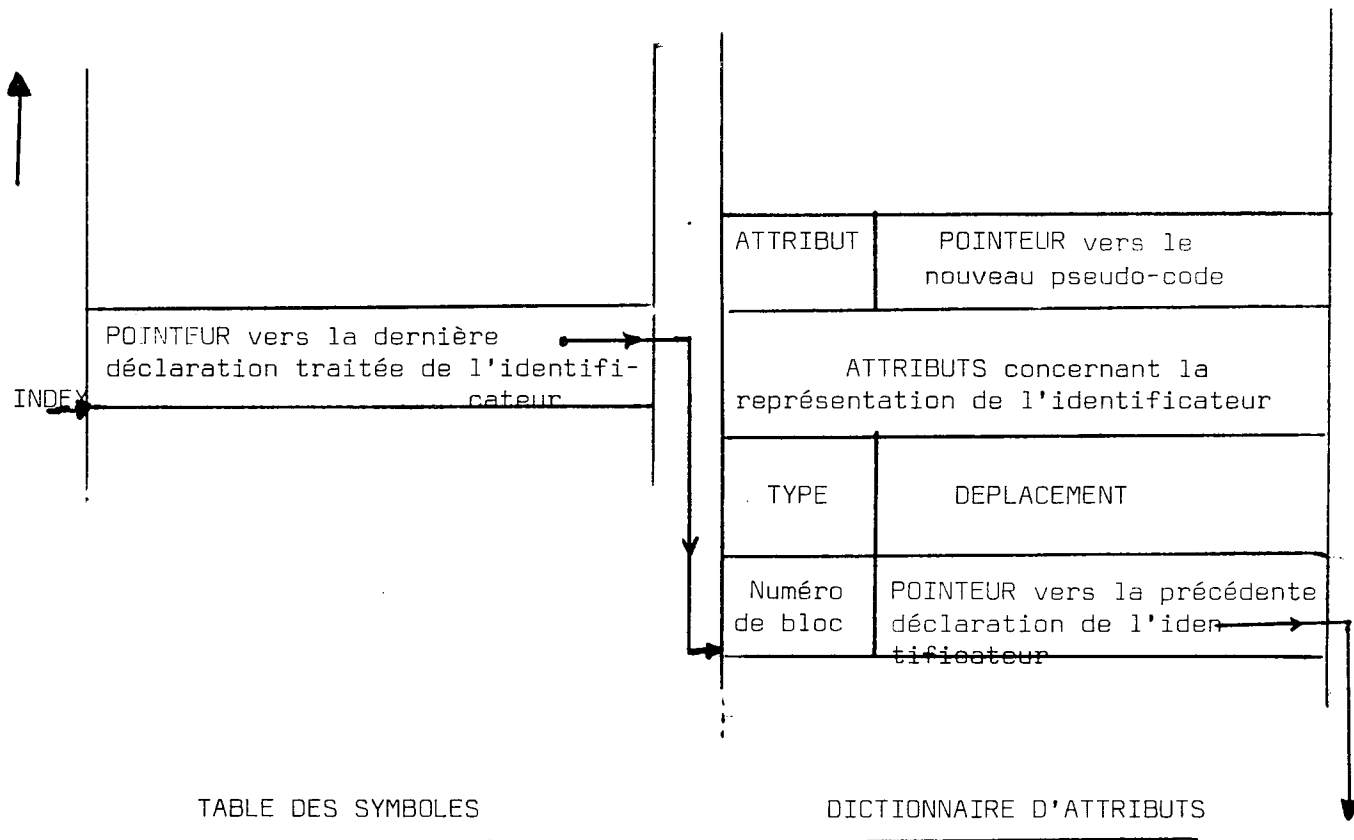 ATTRIBUT
POINTEUR vers le
nouveau pseudo-code
POINTEUR vers la dernière
déclaration traitée de l'identifi-
cateur
INDEX
ATTRIBUTS concernant la
représentation de l'identificateur
TYPE
DEPLACEMENT
Numéro
de bloc
POINTEUR vers la précédente
déclaration de l'iden
tificateur
TABLE DES SYMBOLES
DICTIONNAIRE D'ATTRIBUTS